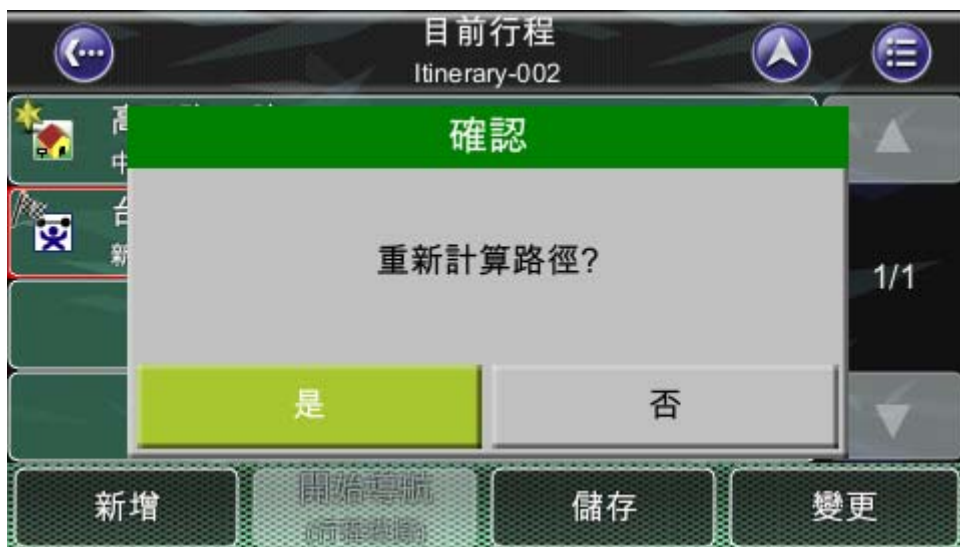 目前行程
Itinerary-002
確認
重新計算路徑?
1/1
是
否
新增
開始導航
儲存
變更